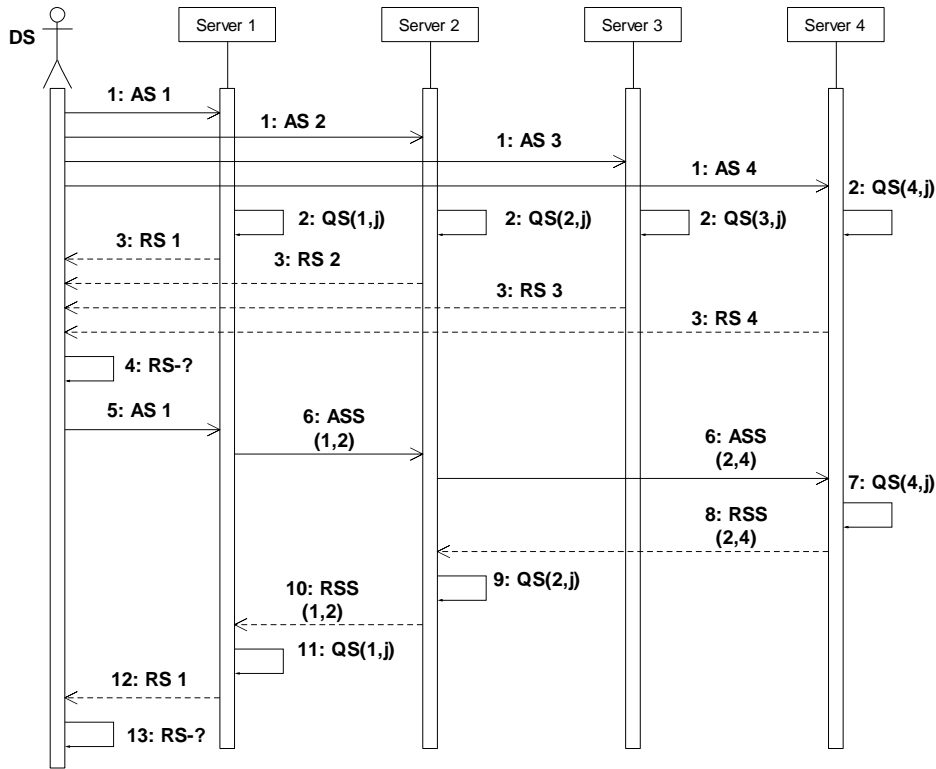 DS
Server 1
Server 2
Server 3
Server 4
1: AS 1
1: AS 2
1: AS 3
1: AS 4
2: QS(1,j)
2: QS(2,j)
2: QS(3,j)
2: QS(4,j)
3: RS 1
3: RS 2
3: RS 3
3: RS 4
4: RS-?
5: AS 1
6: ASS
(1,2)
6: ASS
(2,4)
7: QS(4,j)
8: RSS
(2,4)
9: QS(2,j)
10: RSS
(1,2)
11: QS(1,j)
12: RS 1
13: RS-?